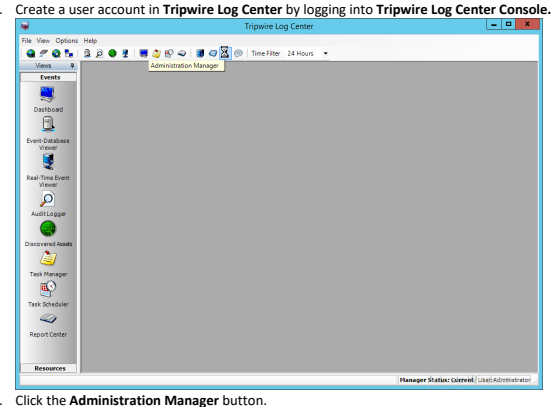 . Create a user account in Tripwire Log Center by logging into Tripwire Log Center Console.
Tripwire Log Center
File View Options Help
Time Filter 24 Hours
Administration Manager
Views
Events
Dashboard
Event-Database
Viewer
Real-Time Event
Viewer
Audit Logger
Discovered Assets
Task Manager
Task Scheduler
Report Center
Resources
Manager Status: Current User: Administrator
. Click the Administration Manager button.